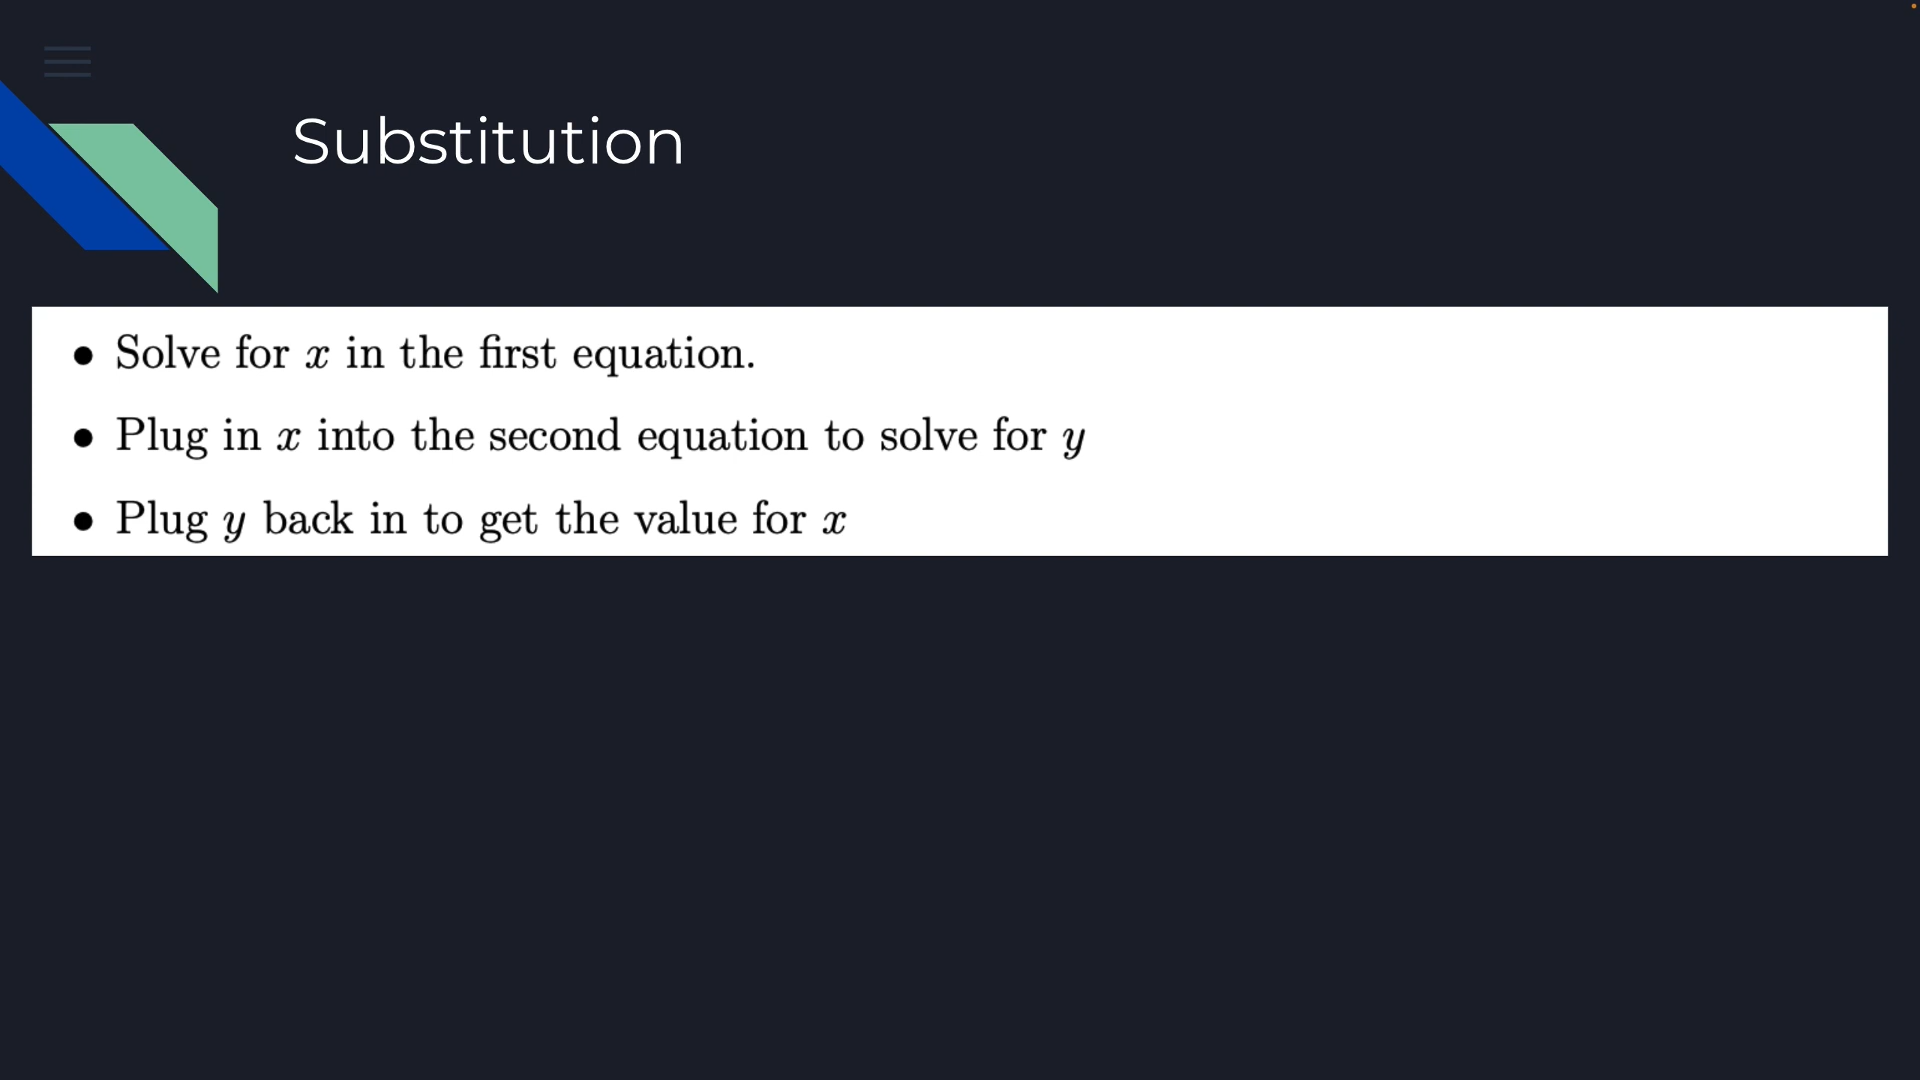 Substitution
• Solve for x in the first equation.
• Plug in x into the second equation to solve for y
• Plug y back in to get the value for x